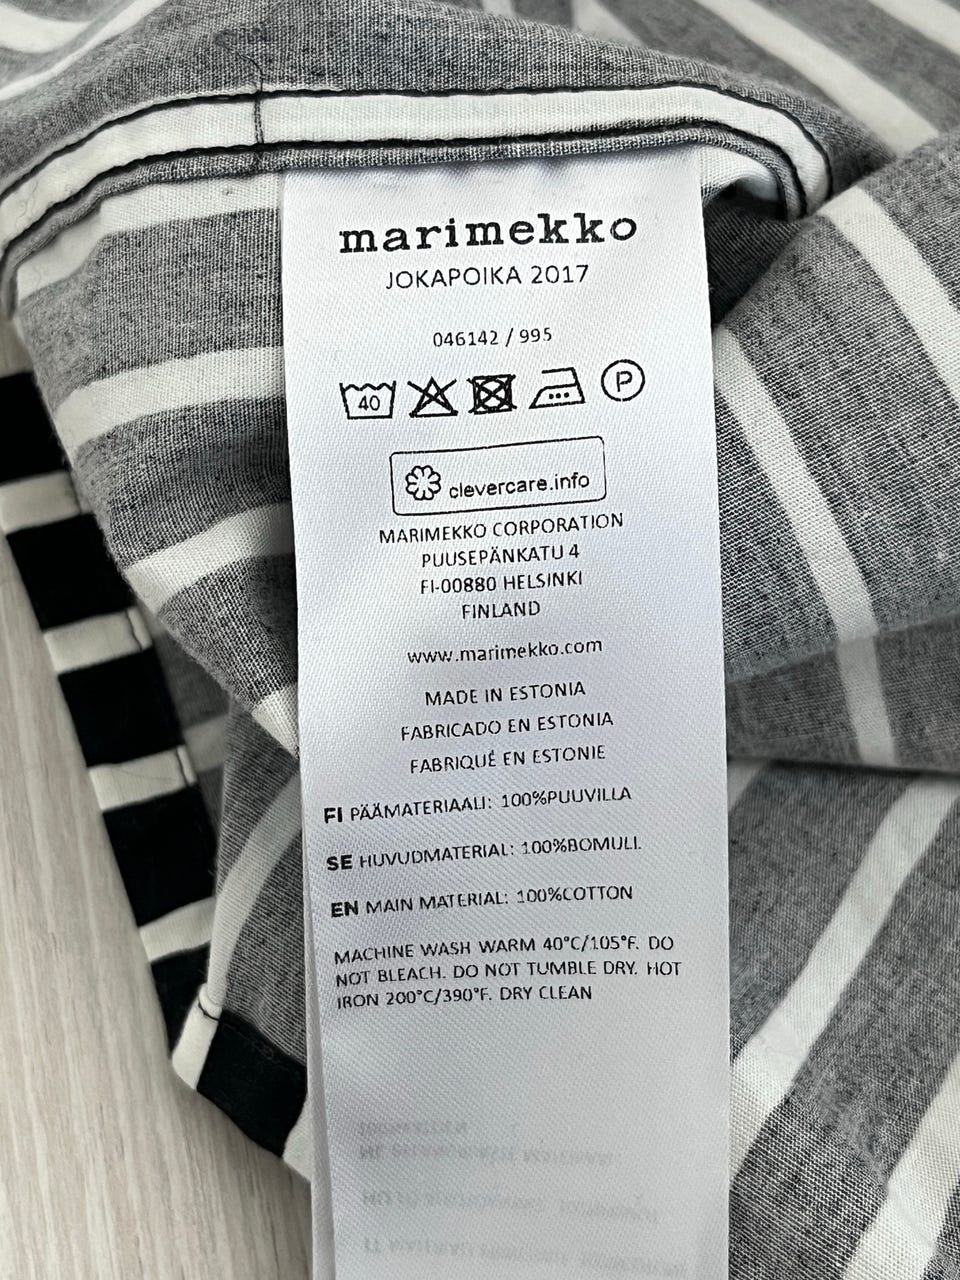 marimekko
JOKAPOIKA 2017
046142 / 995
40 P
clevercare.info
MARIMEKKO CORPORATION
PUUSEPÄNKATU 4
FI-00880 HELSINKI
FINLAND
www.marimekko.com
MADE IN ESTONIA
FABRICADO EN ESTONIA
FABRIQUÉ EN ESTONIE
FI PÄÄMATERIAALI: 100%PUUVILLA
SE HUVUDMATERIAL: 100%BOMULL
EN MAIN MATERIAL: 100%COTTON
MACHINE WASH WARM 40°C/105°F. DO
NOT BLEACH. DO NOT TUMBLE DRY. HOT
IRON 200°C/390°F. DRY CLEAN